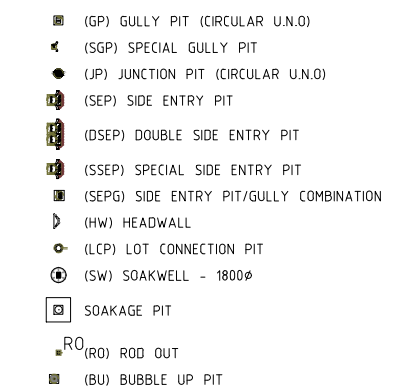 (GP) GULLY PIT (CIRCULAR U.N.O)
(SGP) SPECIAL GULLY PIT
(JP) JUNCTION PIT (CIRCULAR U.N.O)
(SEP) SIDE ENTRY PIT
(DSEP) DOUBLE SIDE ENTRY PIT
(SSEP) SPECIAL SIDE ENTRY PIT
(SEPG) SIDE ENTRY PIT/GULLY COMBINATION
(HW) HEADWALL
(LCP) LOT CONNECTION PIT
(SW) SOAKWELL - 1800ø
SOAKAGE PIT
RO
(RO) ROD OUT
(BU) BUBBLE UP PIT